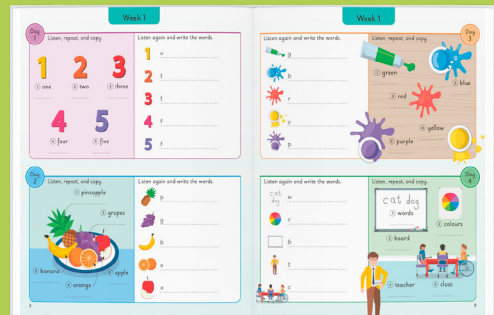 Week 1
Day
1
Listen, repeat, and copy.
1 2 3
① one ② two ③ three
4 5
④ four ⑤ five
Listen again and write the words.
1 o
2 t
3 t
4 f
5 f
Day
2
Listen, repeat, and copy.
① pineapple
② grapes
③ banana
④ orange
⑤ apple
Listen again and write the words.
p
g
b
o
a
Week 1
Day
3
Listen again and write the words.
g
b
r
y
p
Listen, repeat, and copy.
① green
② blue
③ red
④ yellow
⑤ purple
Day
4
Listen again and write the words.
cat
dog
w
c
b
t
c
Listen, repeat, and copy.
cat dog
① words
② colours
③ board
④ teacher
⑤ class